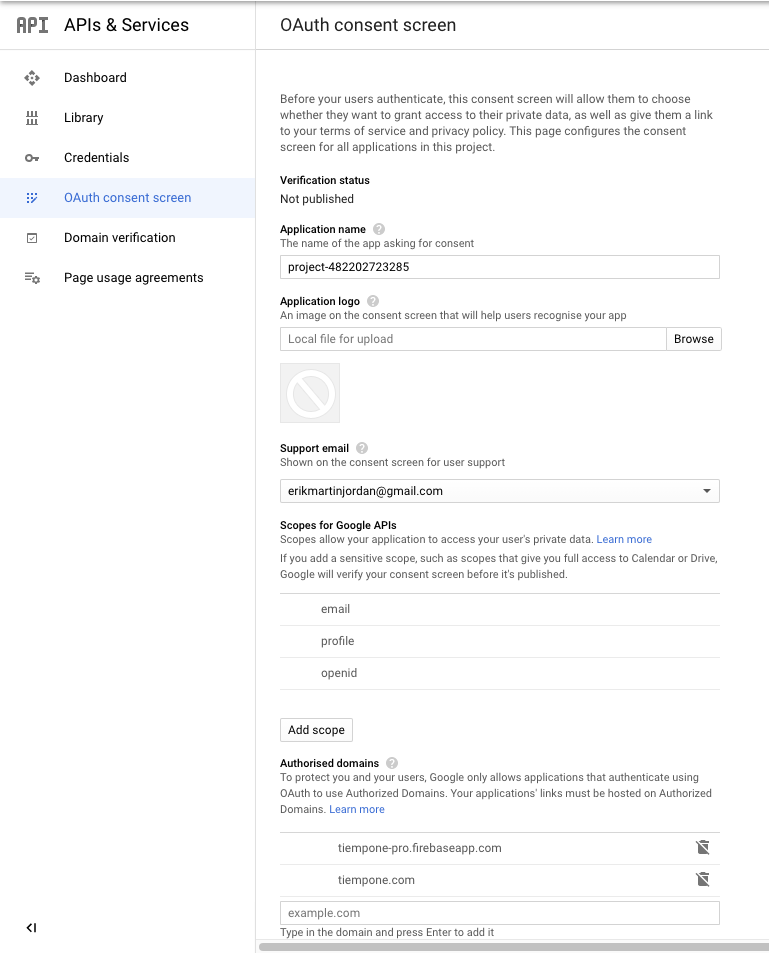 API APIs & Services
OAuth consent screen
Dashboard
Library
Credentials
OAuth consent screen
Domain verification
Page usage agreements
Before your users authenticate, this consent screen will allow them to choose
whether they want to grant access to their private data, as well as give them a link
to your terms of service and privacy policy. This page configures the consent
screen for all applications in this project.
Verification status
Not published
Application name ?
The name of the app asking for consent
project-482202723285
Application logo ?
An image on the consent screen that will help users recognise your app
Local file for upload Browse
Support email ?
Shown on the consent screen for user support
erikmartinjordan@gmail.com
Scopes for Google APIs
Scopes allow your application to access your user's private data. Learn more
If you add a sensitive scope, such as scopes that give you full access to Calendar or Drive,
Google will verify your consent screen before it's published.
email
profile
openid
Add scope
Authorised domains ?
To protect you and your users, Google only allows applications that authenticate using
OAuth to use Authorized Domains. Your applications' links must be hosted on Authorized
Domains. Learn more
tiempone-pro.firebaseapp.com
tiempone.com
example.com
Type in the domain and press Enter to add it